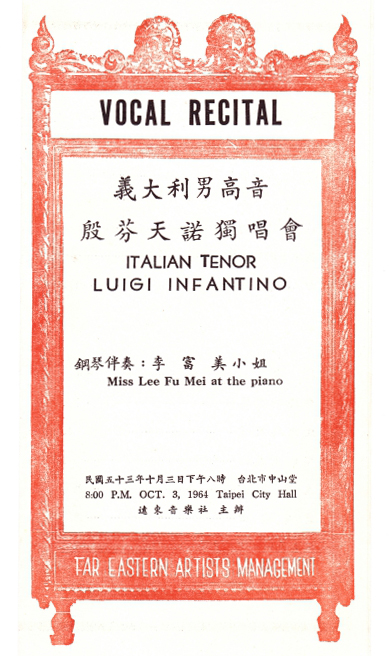 VOCAL RECITAL
義大利男高音
殷芬天諾獨唱會
ITALIAN TENOR
LUIGI INFANTINO
鋼琴伴奏：李富美小姐
Miss Lee Fu Mei at the piano
民國五十三年十月三日下午八時 台北市中山堂
8:00 P.M. OCT. 3, 1964 Taipei City Hall
遠東音樂社 主辦
FAR EASTERN ARTISTS MANAGEMENT